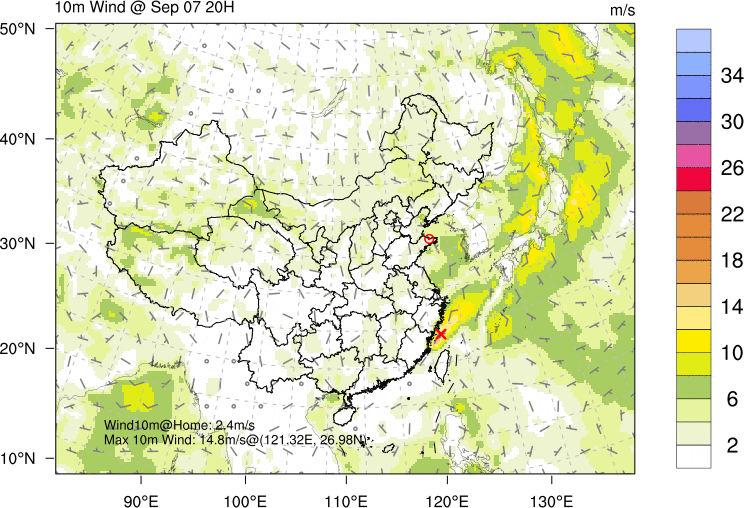 10m Wind @ Sep 07 20H
m/s
50°N
40°N
30°N
20°N
10°N
Wind10m@Home: 2.4m/s
Max 10m Wind: 14.8m/s@(121.32E, 26.98N)
90°E
100°E
110°E
120°E
130°E
34
30
26
22
18
14
10
6
2